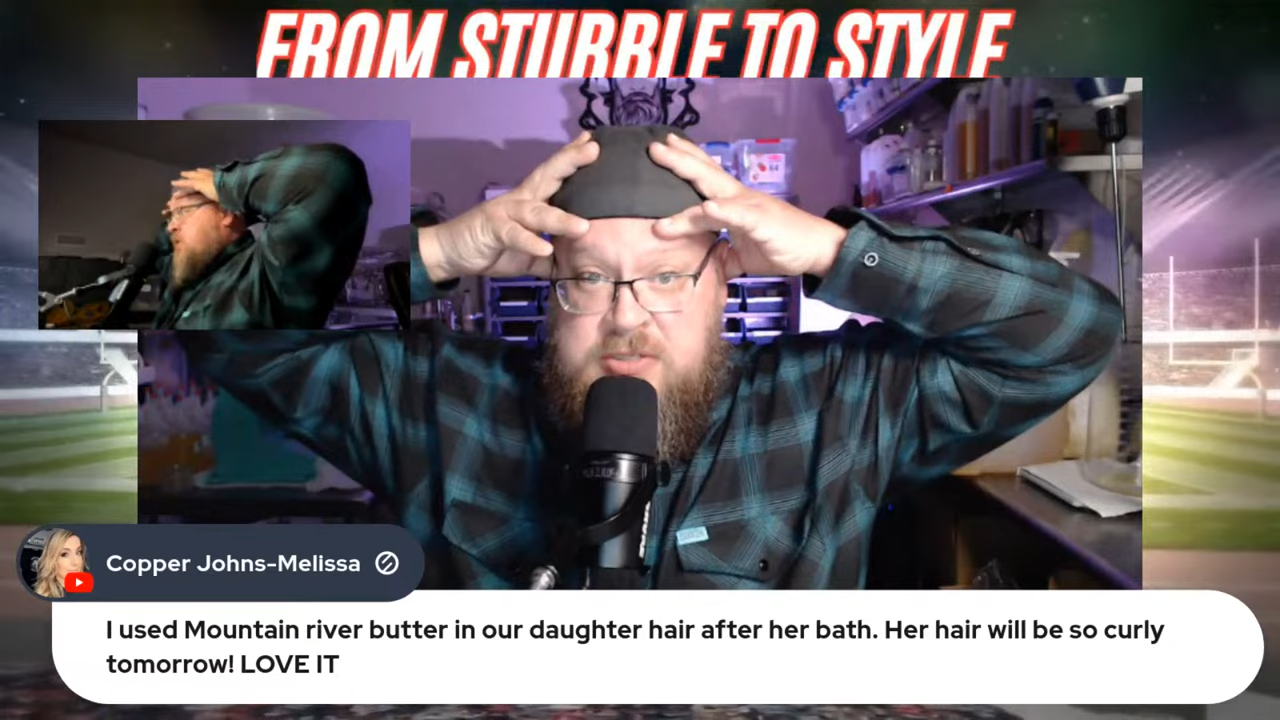 FROM STUBBLE TO STYLE
Copper Johns-Melissa
I used Mountain river butter in our daughter hair after her bath. Her hair will be so curly
tomorrow! LOVE IT